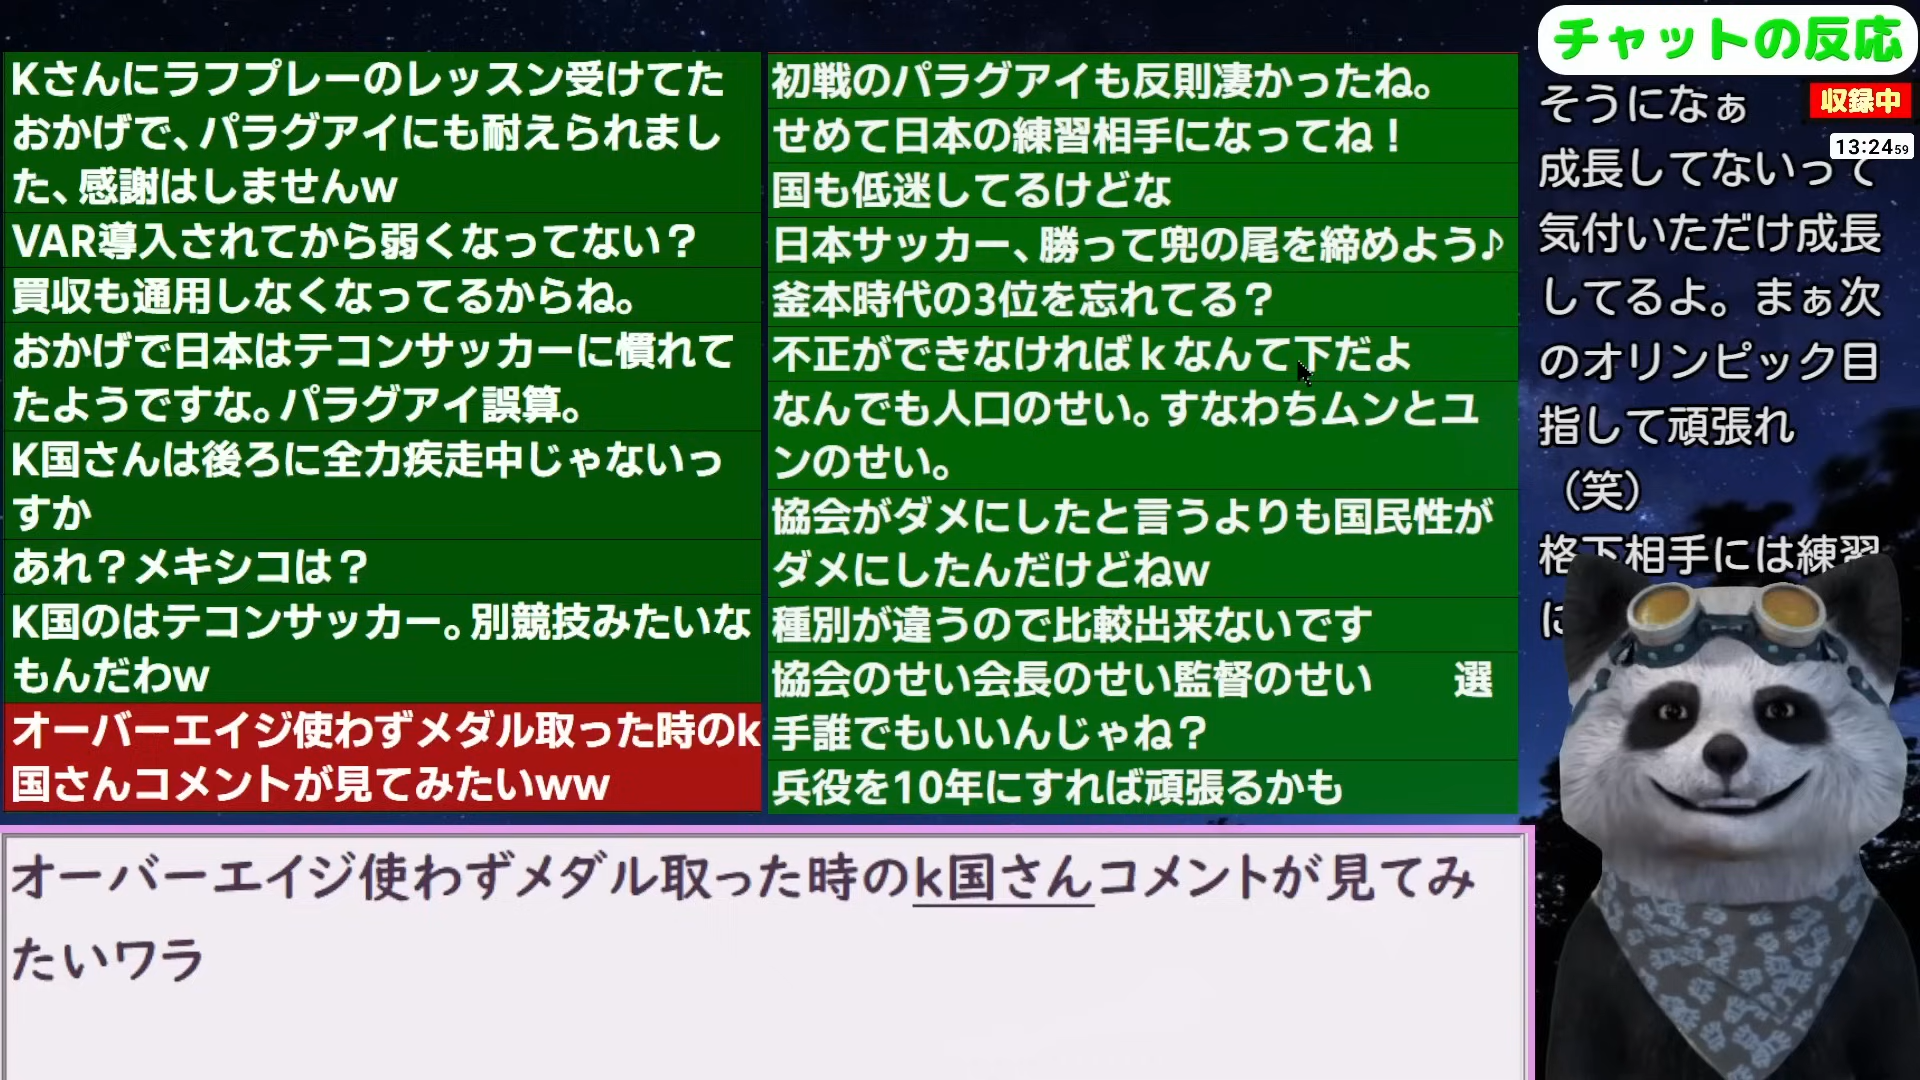 Kさんにラフプレーのレッスン受けてた
おかげで、パラグアイにも耐えられまし
た、感謝はしませんw
VAR導入されてから弱くなってない？
買収も通用しなくなってるからね。
おかげで日本はテコンサッカーに慣れて
たようですな。パラグアイ誤算。
K国さんは後ろに全力疾走中じゃないっ
すか
あれ？メキシコは？
K国のはテコンサッカー。別競技みたいな
もんだわw
オーバーエイジ使わずメダル取った時のk
国さんコメントが見てみたいww
初戦のパラグアイも反則凄かったね。
せめて日本の練習相手になってね！
国も低迷してるけどな
日本サッカー、勝って兜の尾を締めよう♪
釜本時代の3位を忘れてる？
不正ができなければｋなんて下だよ
なんでも人口のせい。すなわちムンとユ
ンのせい。
協会がダメにしたと言うよりも国民性が
ダメにしたんだけどねw
種別が違うので比較出来ないです
協会のせい会長のせい監督のせい　　選
手誰でもいいんじゃね？
兵役を10年にすれば頑張るかも
チャットの反応
収録中
13:24 59
そうになぁ
成長してないって
気付いただけ成長
してるよ。まぁ次
のオリンピック目
指して頑張れ
（笑）
格下相手には練習
に
オーバーエイジ使わずメダル取った時のk国さんコメントが見てみ
たいワラ